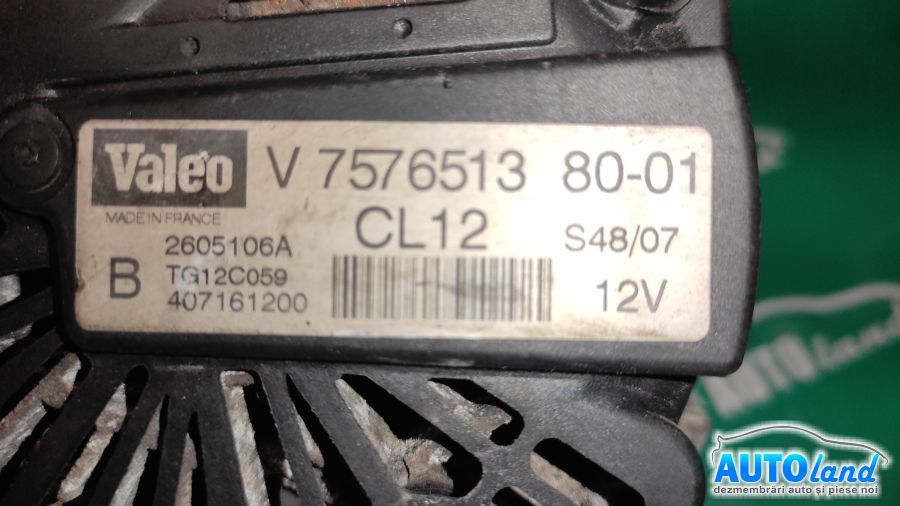 Valeo V 7576513 80-01
MADE IN FRANCE
CL12 S48/07
2605106A
B TG12C059
407161200 12V
AUTOland
AUTOland
dezmembrări auto și piese noi